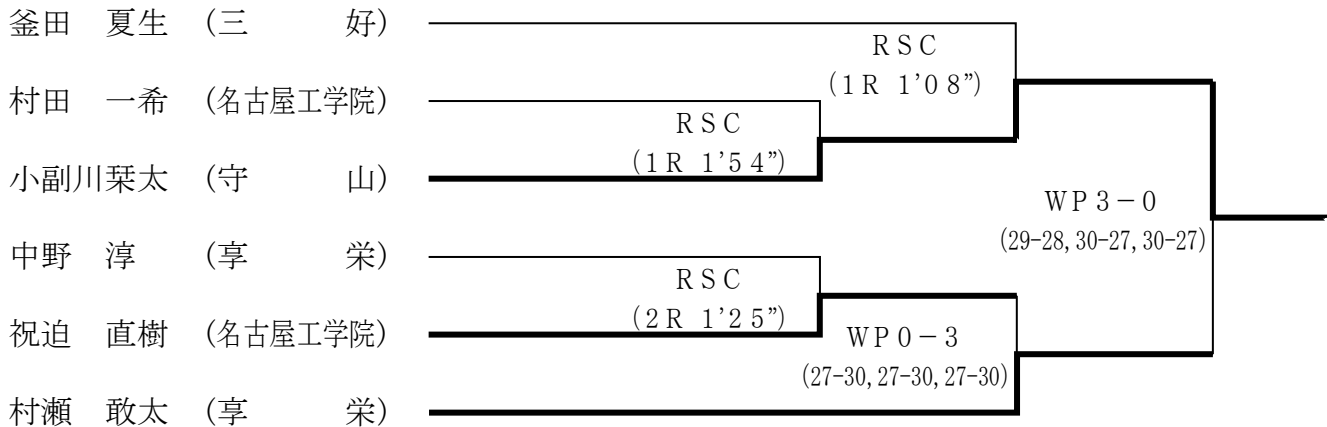 釜田　夏生　(三　　　好)
RSC
(1R 1'08”)
村田　一希　(名古屋工学院)
RSC
(1R 1'54”)
小副川栞太　(守　　　山)
WP3－0
(29-28, 30-27, 30-27)
中野　淳　　(享　　　栄)
RSC
(2R 1'25”)
祝迫　直樹　(名古屋工学院)
WP0－3
(27-30, 27-30, 27-30)
村瀬　敢太　(享　　　栄)